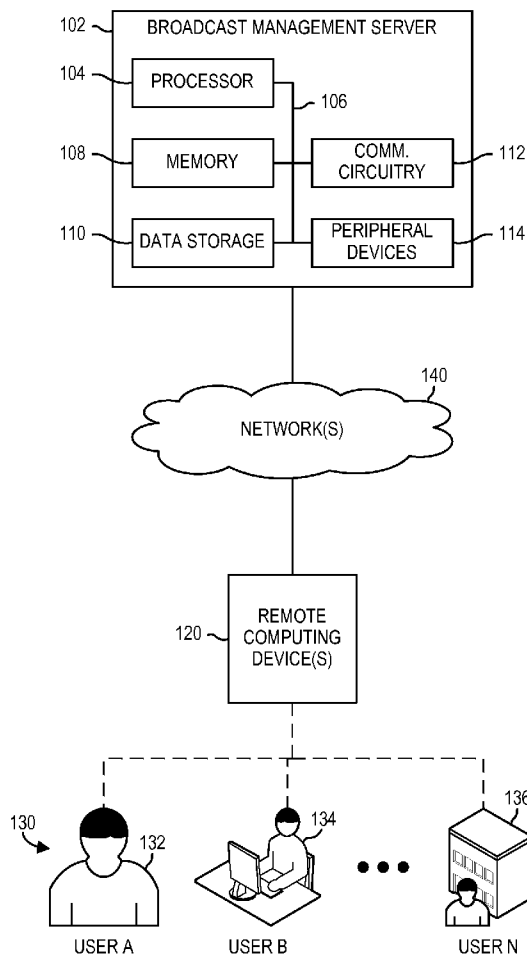 102
BROADCAST MANAGEMENT SERVER
104
PROCESSOR
106
108
MEMORY
COMM.
CIRCUITRY
112
110
DATA STORAGE
PERIPHERAL
DEVICES
114
140
NETWORK(S)
120
REMOTE
COMPUTING
DEVICE(S)
130
132
134
136
USER A
USER B
USER N